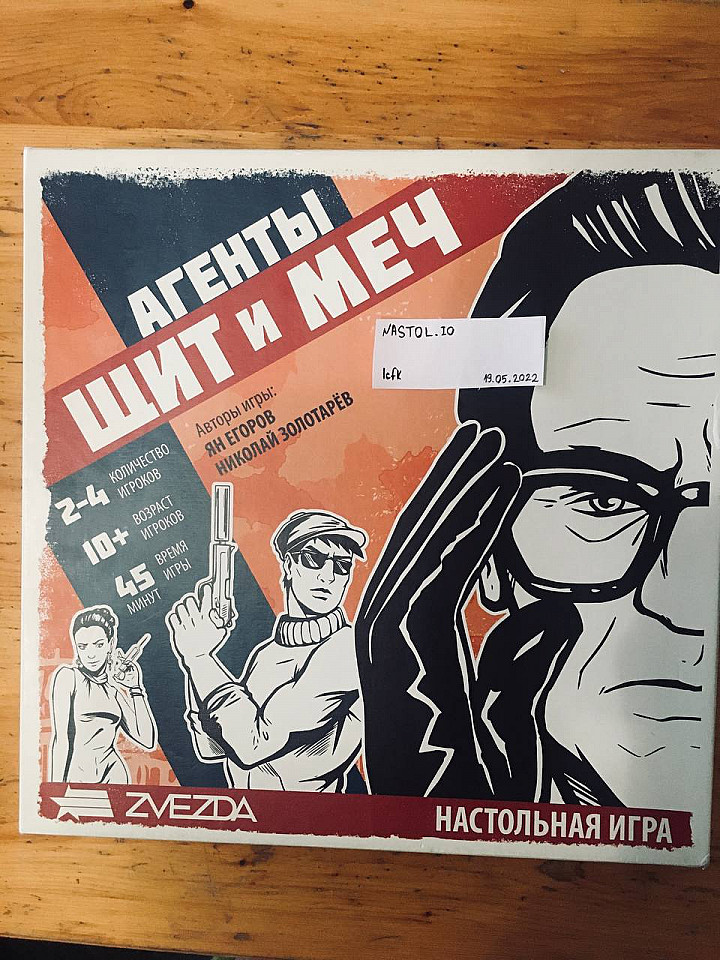 АГЕНТЫ
ЩИТ и МЕЧ
NASTOL.IO
lcfk 19.05.2022
Авторы игры:
ЯН ЕГОРОВ
НИКОЛАЙ ЗОЛОТАРЁВ
2-4 КОЛИЧЕСТВО
ИГРОКОВ
10+ ВОЗРАСТ
ИГРОКОВ
45 ВРЕМЯ
МИНУТ ИГРЫ
ZVEZDA
НАСТОЛЬНАЯ ИГРА